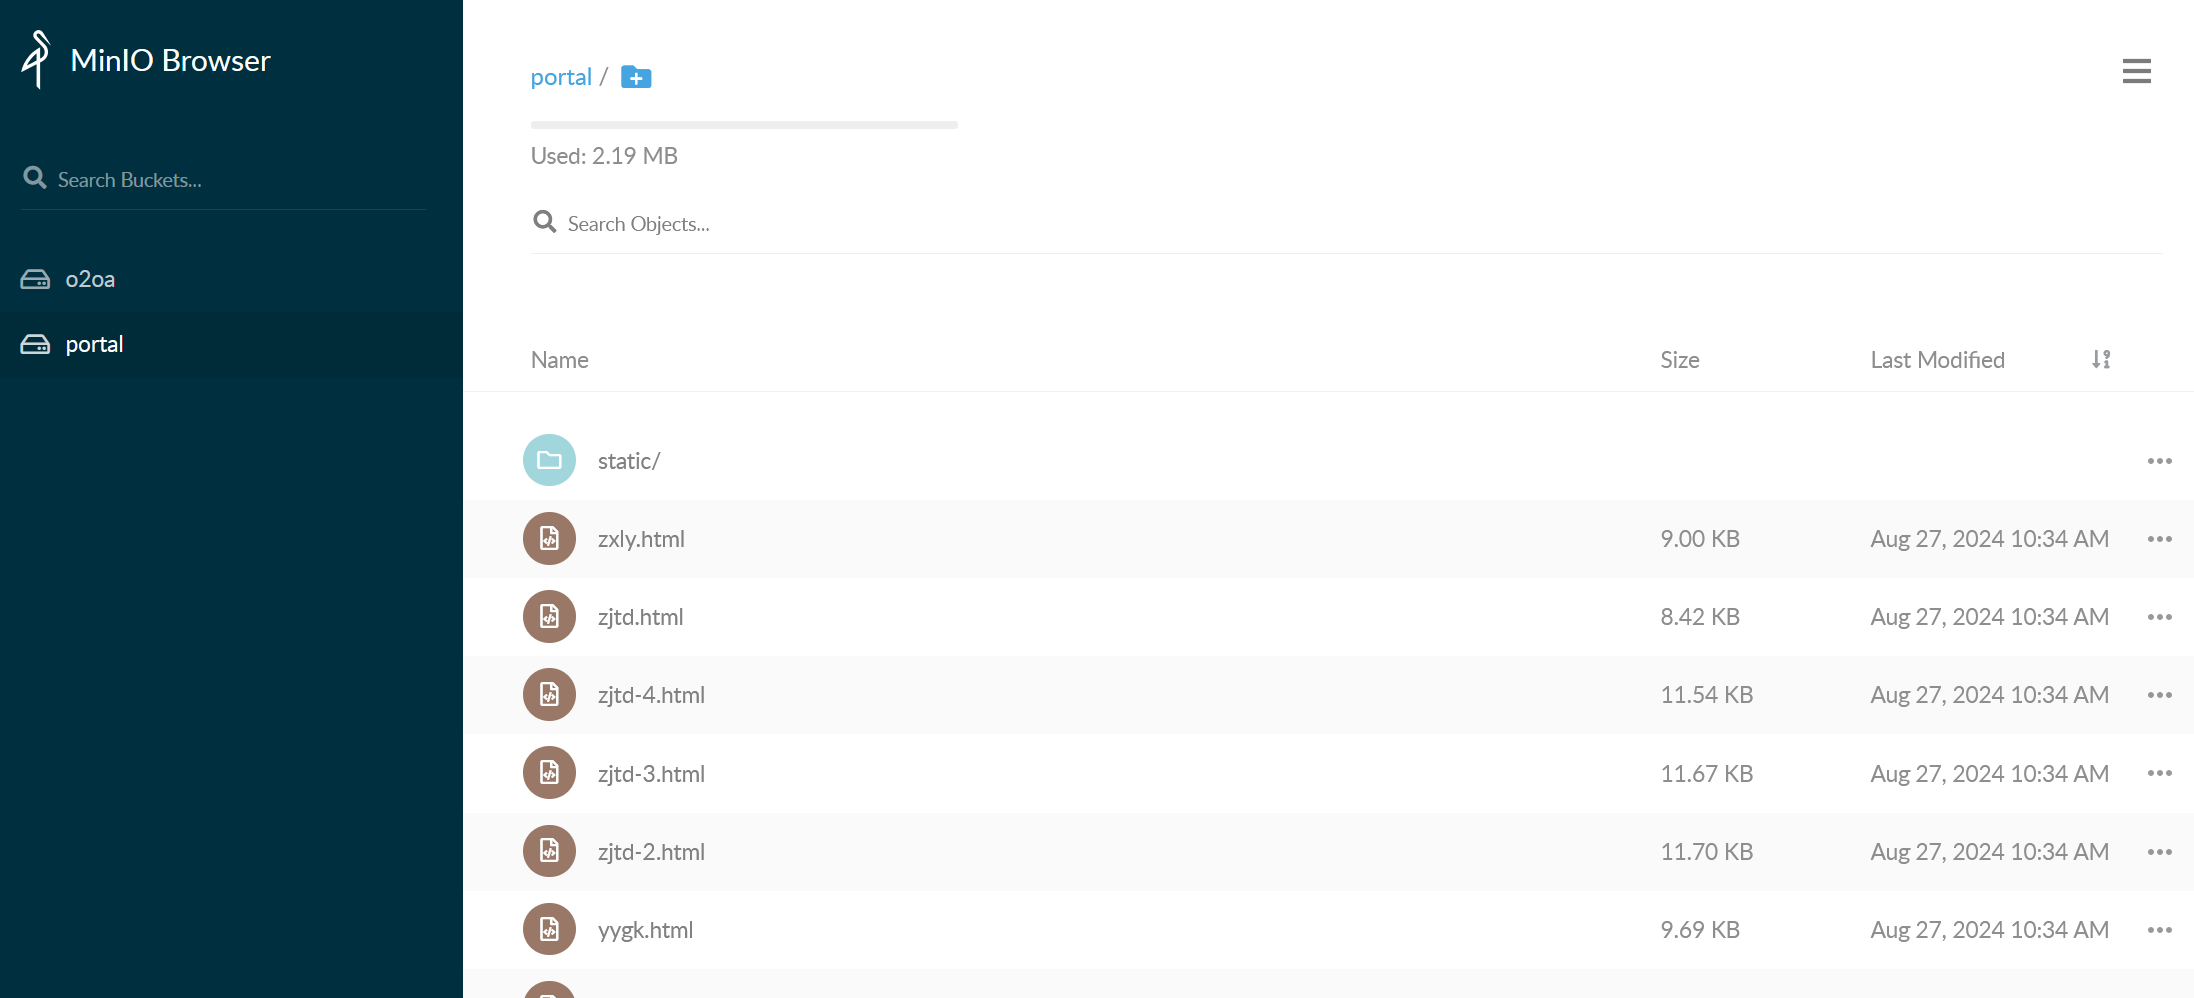 MinIO Browser
Search Buckets...
o2oa
portal
portal /
Used: 2.19 MB
Search Objects...
Name Size Last Modified
static/
zxly.html 9.00 KB Aug 27, 2024 10:34 AM
zjtd.html 8.42 KB Aug 27, 2024 10:34 AM
zjtd-4.html 11.54 KB Aug 27, 2024 10:34 AM
zjtd-3.html 11.67 KB Aug 27, 2024 10:34 AM
zjtd-2.html 11.70 KB Aug 27, 2024 10:34 AM
yygk.html 9.69 KB Aug 27, 2024 10:34 AM